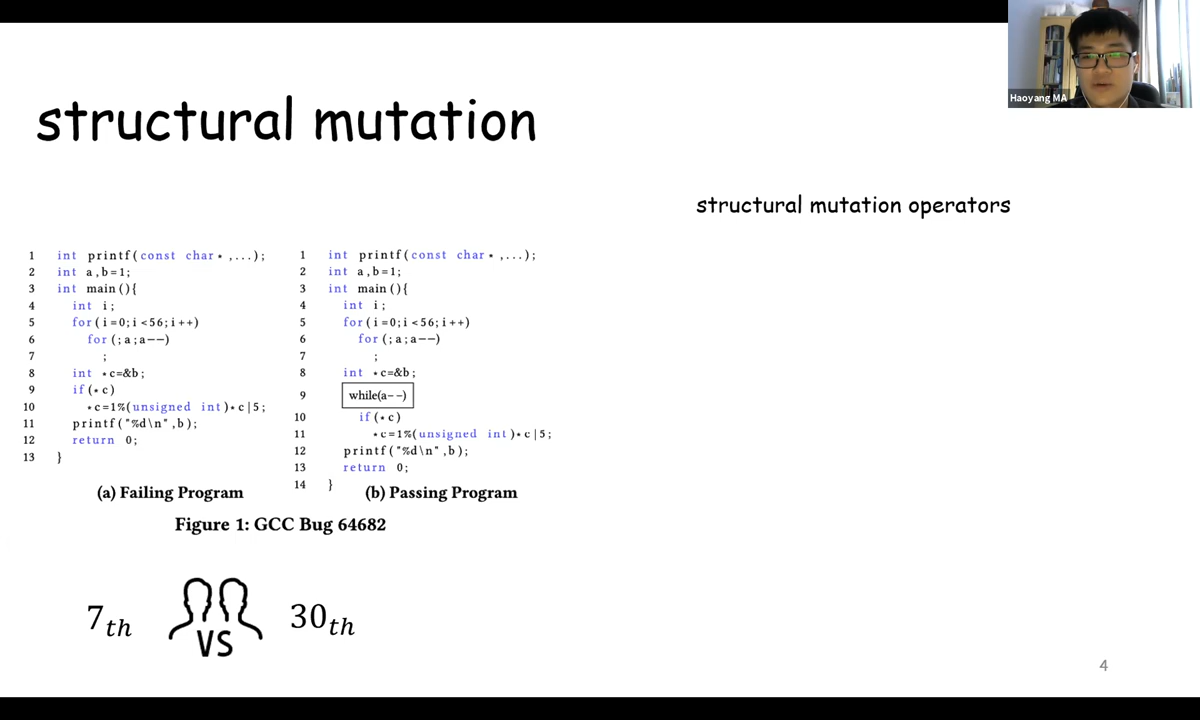 Haoyang MA
structural mutation
structural mutation operators
1 int printf(const char* ,...);
2 int a,b=1;
3 int main(){
4 int i;
5 for(i=0;i<56;i++)
6 for(;a;a--)
7 ;
8 int *c=&b;
9 if(*c)
10 *c=1%(unsigned int)*c|5;
11 printf("%d\n",b);
12 return 0;
13 }
(a) Failing Program
1 int printf(const char* ,...);
2 int a,b=1;
3 int main(){
4 int i;
5 for(i=0;i<56;i++)
6 for(;a;a--)
7 ;
8 int *c=&b;
9 while(a--)
10 if(*c)
11 *c=1%(unsigned int)*c|5;
12 printf("%d\n",b);
13 return 0;
14 }
(b) Passing Program
Figure 1: GCC Bug 64682
7th VS 30th
4